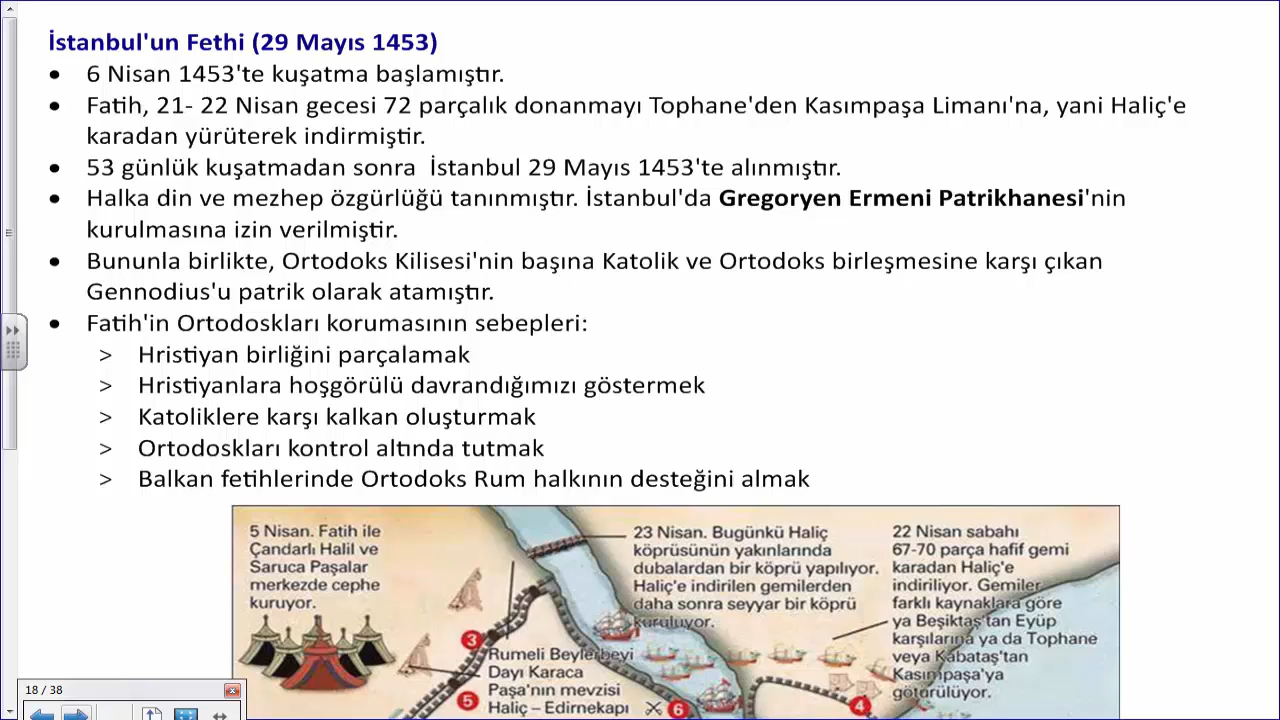 İstanbul'un Fethi (29 Mayıs 1453)
• 6 Nisan 1453'te kuşatma başlamıştır.
• Fatih, 21- 22 Nisan gecesi 72 parçalık donanmayı Tophane'den Kasımpaşa Limanı'na, yani Haliç'e
karadan yürüterek indirmiştir.
• 53 günlük kuşatmadan sonra İstanbul 29 Mayıs 1453'te alınmıştır.
• Halka din ve mezhep özgürlüğü tanınmıştır. İstanbul'da Gregoryen Ermeni Patrikhanesi'nin
kurulmasına izin verilmiştir.
• Bununla birlikte, Ortodoks Kilisesi'nin başına Katolik ve Ortodoks birleşmesine karşı çıkan
Gennodius'u patrik olarak atamıştır.
• Fatih'in Ortodoskları korumasının sebepleri:
> Hristiyan birliğini parçalamak
> Hristiyanlara hoşgörülü davrandığımızı göstermek
> Katoliklere karşı kalkan oluşturmak
> Ortodoskları kontrol altında tutmak
> Balkan fetihlerinde Ortodoks Rum halkının desteğini almak
5 Nisan. Fatih ile
Çandarlı Halil ve
Saruca Paşalar
merkezde cephe
kuruyor.
23 Nisan. Bugünkü Haliç
köprüsünün yakınlarında
dubalardan bir köprü yapılıyor.
Haliç'e indirilen gemilerden
daha sonra seyyar bir köprü
kuruluyor.
22 Nisan sabahı
67-70 parça hafif gemi
karadan Haliç'e
indiriliyor. Gemiler
farklı kaynaklara göre
ya Beşiktaş'tan Eyüp
karşılarına ya da Tophane
veya Kabataş'tan
Kasımpaşa'ya
götürülüyor.
3
Rumeli Beylerbeyi
Dayı Karaca
Paşa'nın mevzisi
Haliç – Edirnekapı
5
6
4
18 / 38